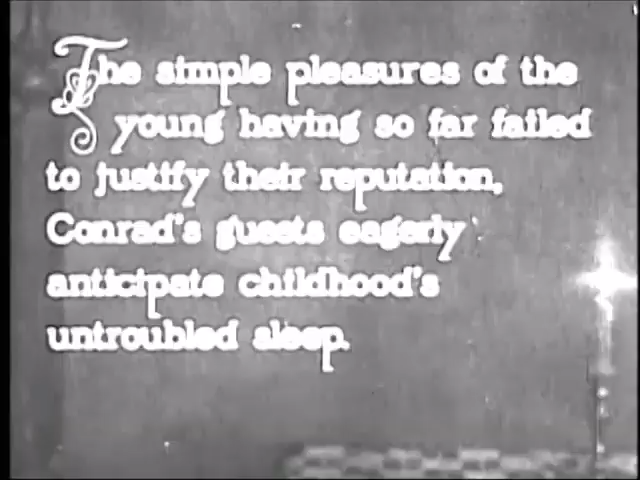 The simple pleasures of the
young having so far failed
to justify their reputation,
Conrad's guests eagerly
anticipate childhood's
untroubled sleep.